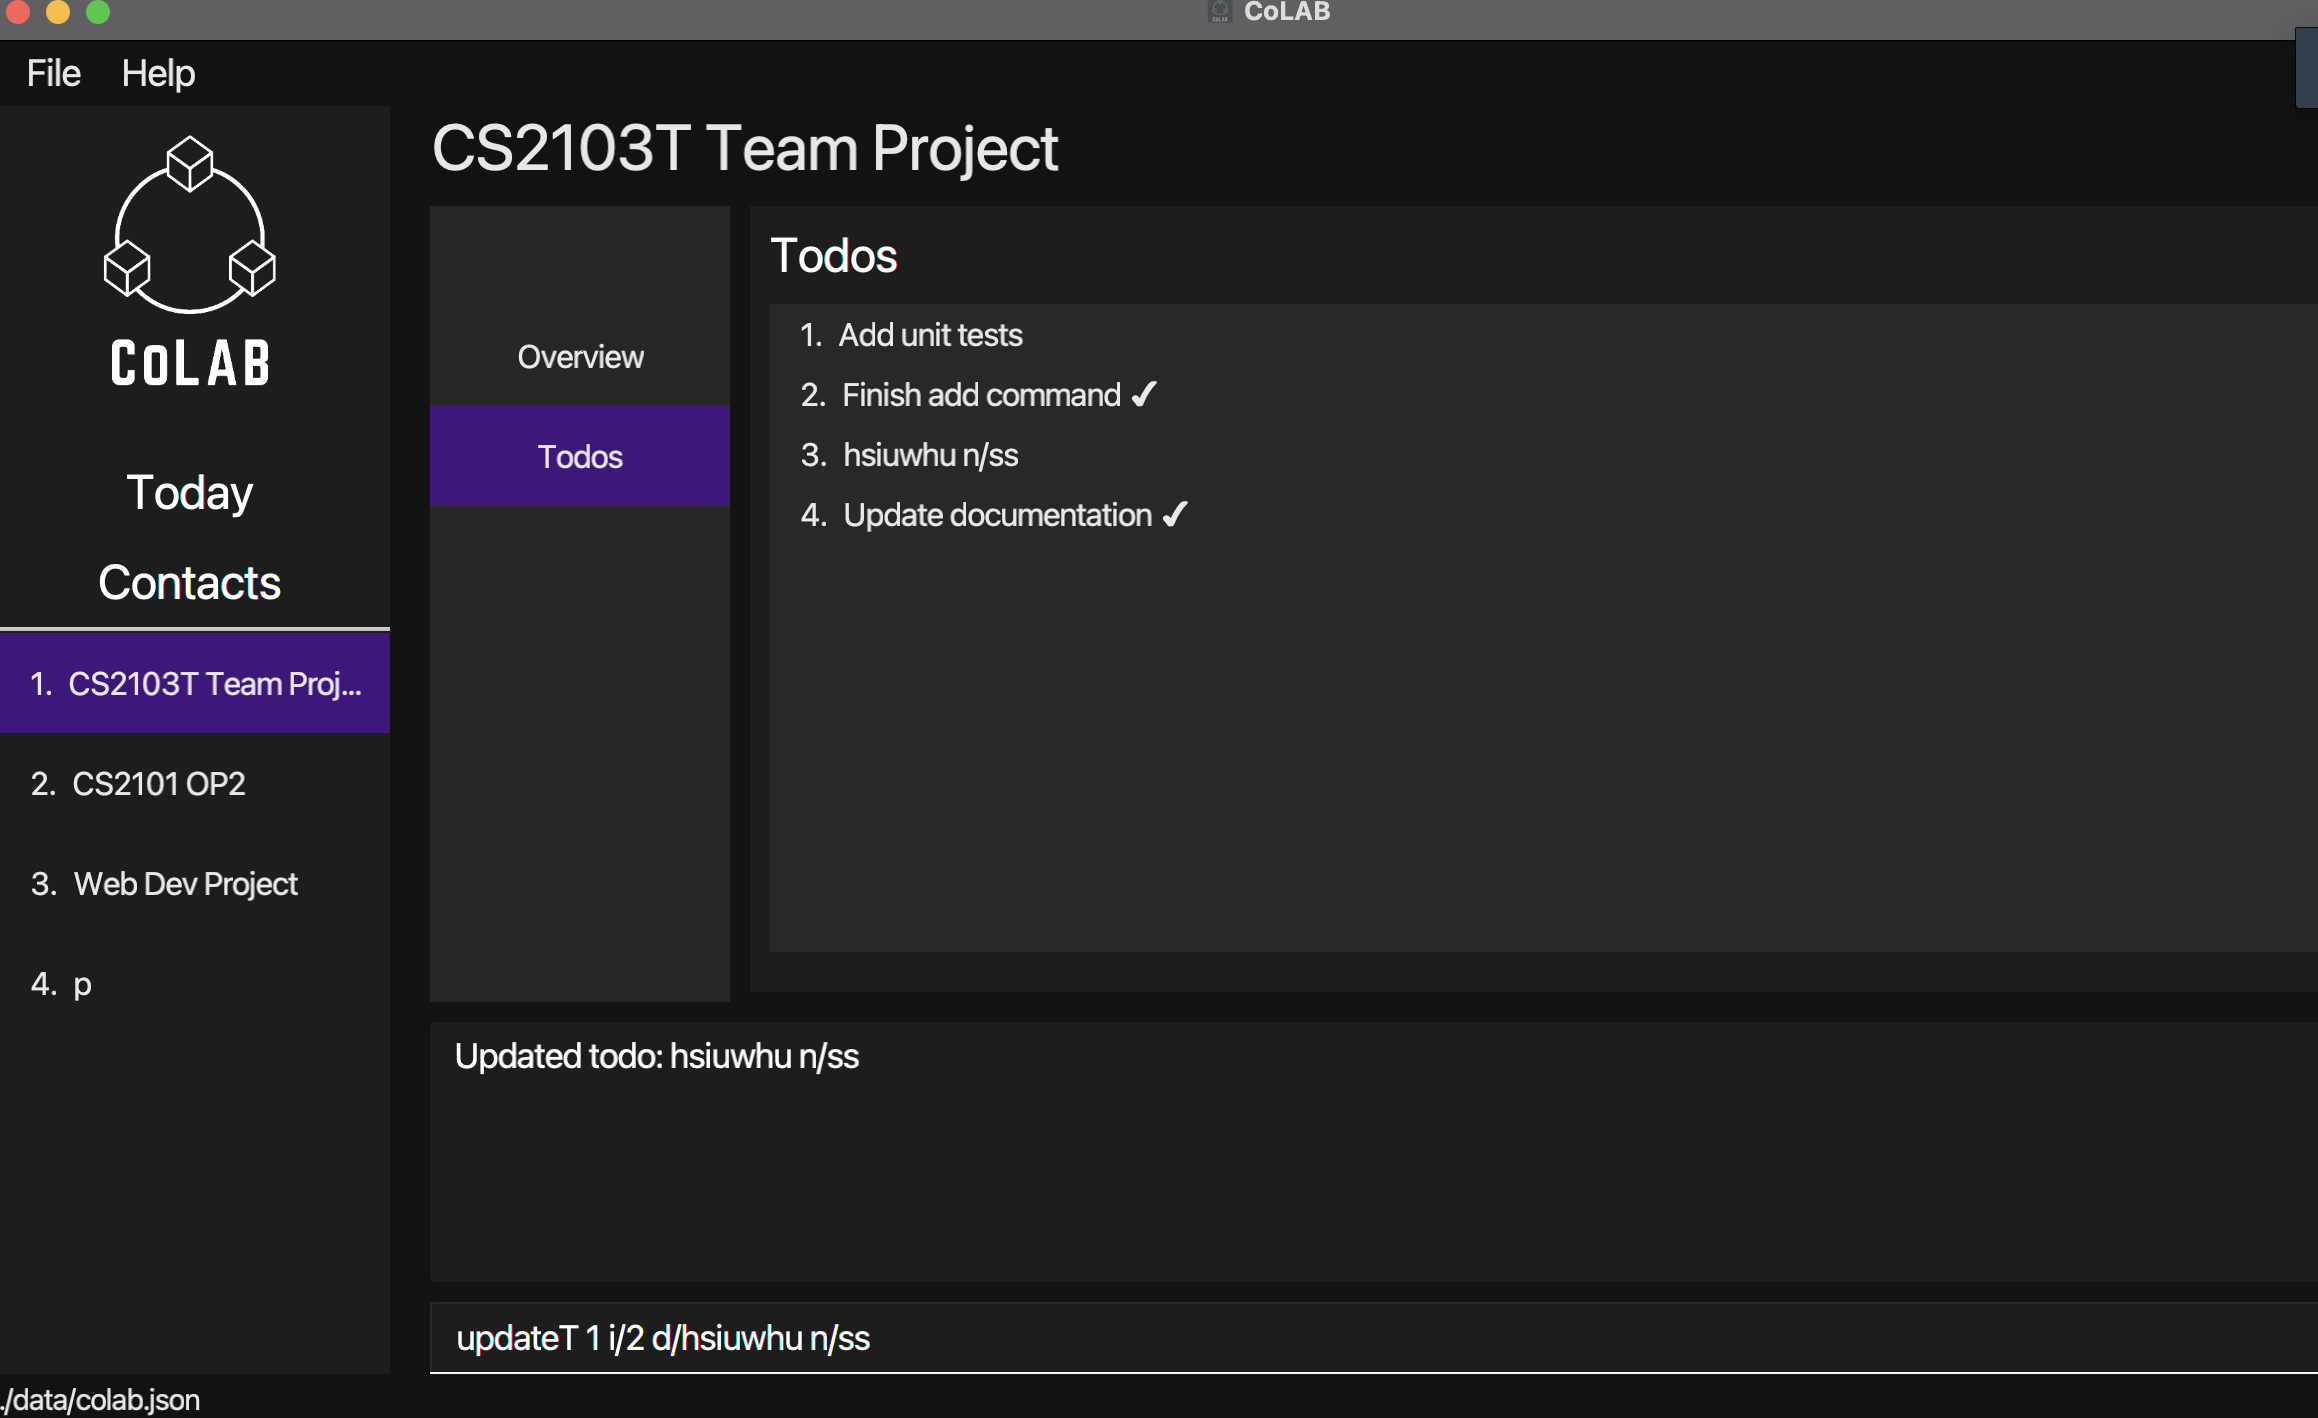 CoLAB
File Help
CoLAB
Today
Contacts
1. CS2103T Team Proj...
2. CS2101 OP2
3. Web Dev Project
4. p
CS2103T Team Project
Overview
Todos
Todos
1. Add unit tests
2. Finish add command ✔
3. hsiuwhu n/ss
4. Update documentation ✔
Updated todo: hsiuwhu n/ss
updateT 1 i/2 d/hsiuwhu n/ss
./data/colab.json